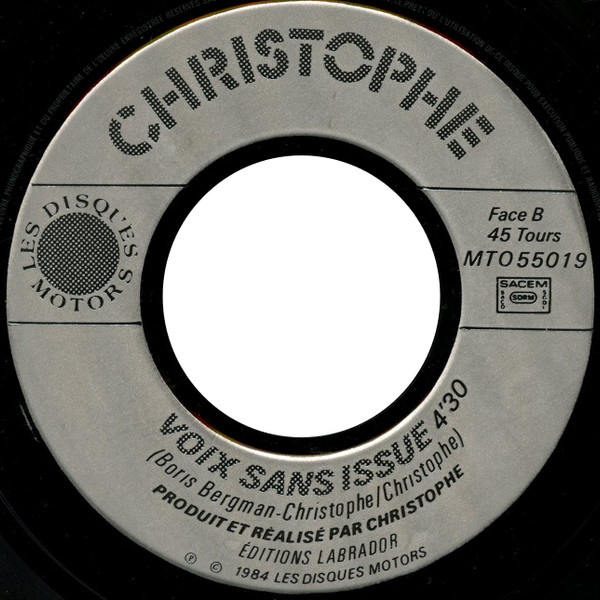 CHRISTOPHE
LES DISQUES
MOTORS
Face B
45 Tours
MTO 55019
SACEM
SDRM
VOIX SANS ISSUE 4'30
(Boris Bergman-Christophe/Christophe)
PRODUIT ET RÉALISÉ PAR CHRISTOPHE
ÉDITIONS LABRADOR
℗ © 1984 LES DISQUES MOTORS